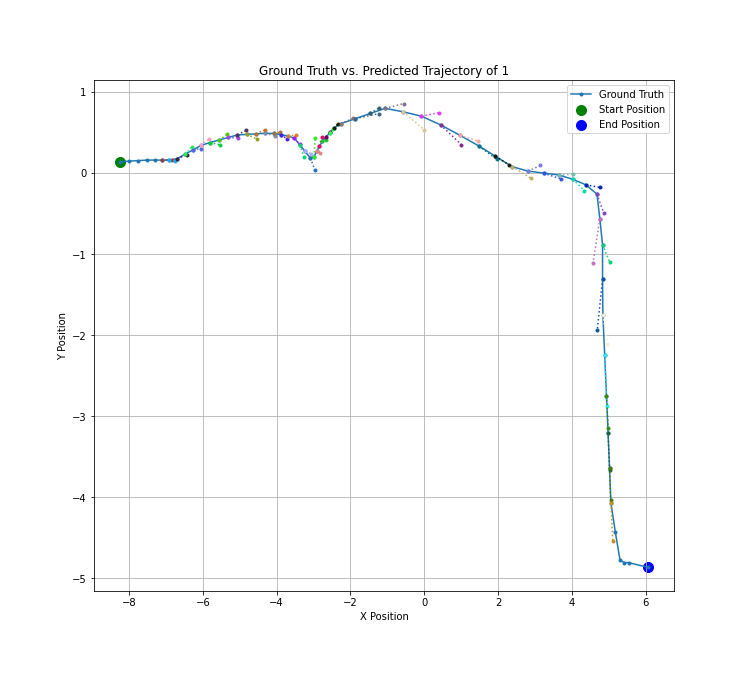 Ground Truth vs. Predicted Trajectory of 1
Ground Truth
Start Position
End Position
Y Position
1
0
−1
−2
−3
−4
−5
−8
−6
−4
−2
0
2
4
6
X Position